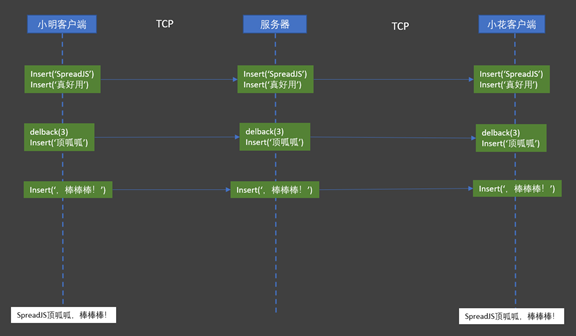 小明客户端
TCP
服务器
TCP
小花客户端
Insert(‘SpreadJS’)
Insert(‘真好用’)
Insert(‘SpreadJS’)
Insert(‘真好用’)
Insert(‘SpreadJS’)
Insert(‘真好用’)
delback(3)
Insert(‘顶呱呱’)
delback(3)
Insert(‘顶呱呱’)
delback(3)
Insert(‘顶呱呱’)
Insert(‘，棒棒棒！’)
Insert(‘，棒棒棒！’)
Insert(‘，棒棒棒！’)
SpreadJS顶呱呱，棒棒棒！
SpreadJS顶呱呱，棒棒棒！